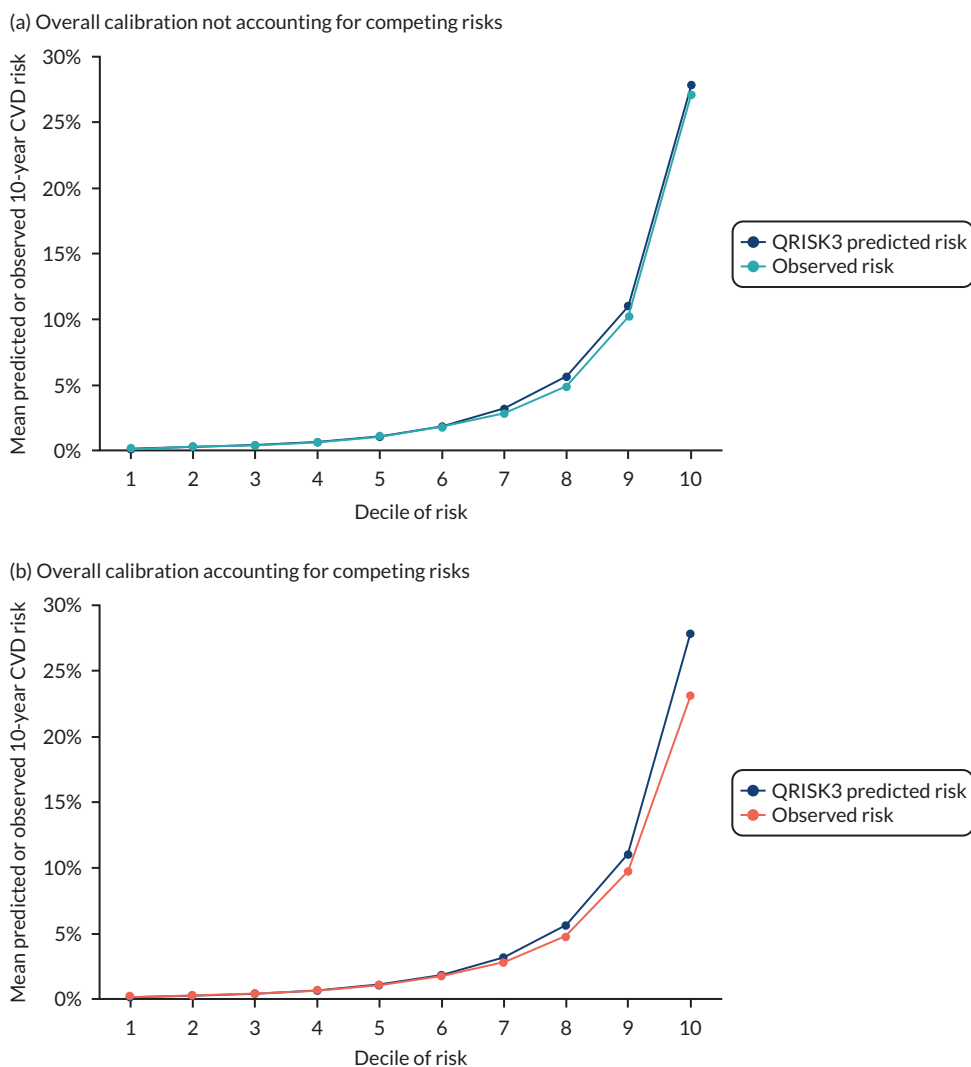 (a) Overall calibration not accounting for competing risks
Mean predicted or observed 10-year CVD risk
30%
25%
20%
15%
10%
5%
0%
1 2 3 4 5 6 7 8 9 10
Decile of risk
QRISK3 predicted risk
Observed risk
(b) Overall calibration accounting for competing risks
Mean predicted or observed 10-year CVD risk
30%
25%
20%
15%
10%
5%
0%
1 2 3 4 5 6 7 8 9 10
Decile of risk
QRISK3 predicted risk
Observed risk